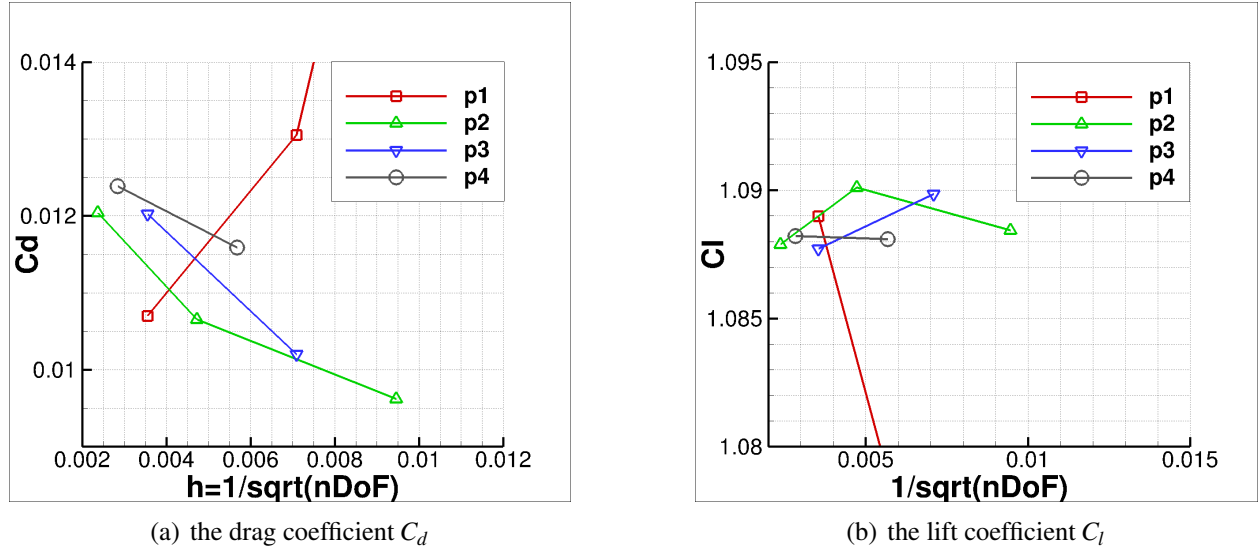 0.014
0.012
0.01
Cd
0.002
0.004
0.006
0.008
0.01
0.012
h=1/sqrt(nDoF)
p1
p2
p3
p4
(a) the drag coefficient C_d
1.095
1.09
1.085
1.08
Cl
0.005
0.01
0.015
1/sqrt(nDoF)
p1
p2
p3
p4
(b) the lift coefficient C_l